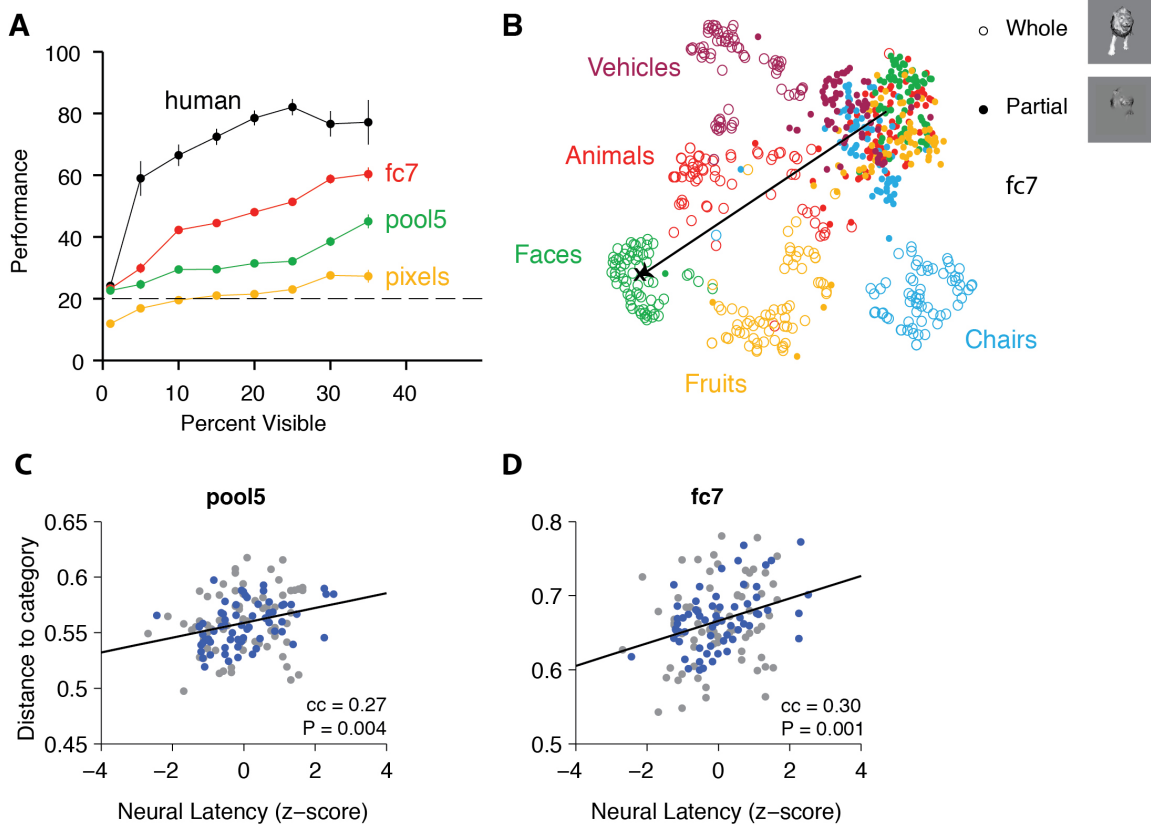 A
100
80
60
40
20
0
Performance
human
fc7
pool5
pixels
0
10
20
30
40
Percent Visible
B
Vehicles
Animals
Faces
x
Fruits
Chairs
Whole
Partial
fc7
C
pool5
0.65
0.6
0.55
0.5
0.45
Distance to category
cc = 0.27
P = 0.004
−4
−2
0
2
4
Neural Latency (z−score)
D
fc7
0.8
0.7
0.6
0.5
cc = 0.30
P = 0.001
−4
−2
0
2
4
Neural Latency (z−score)